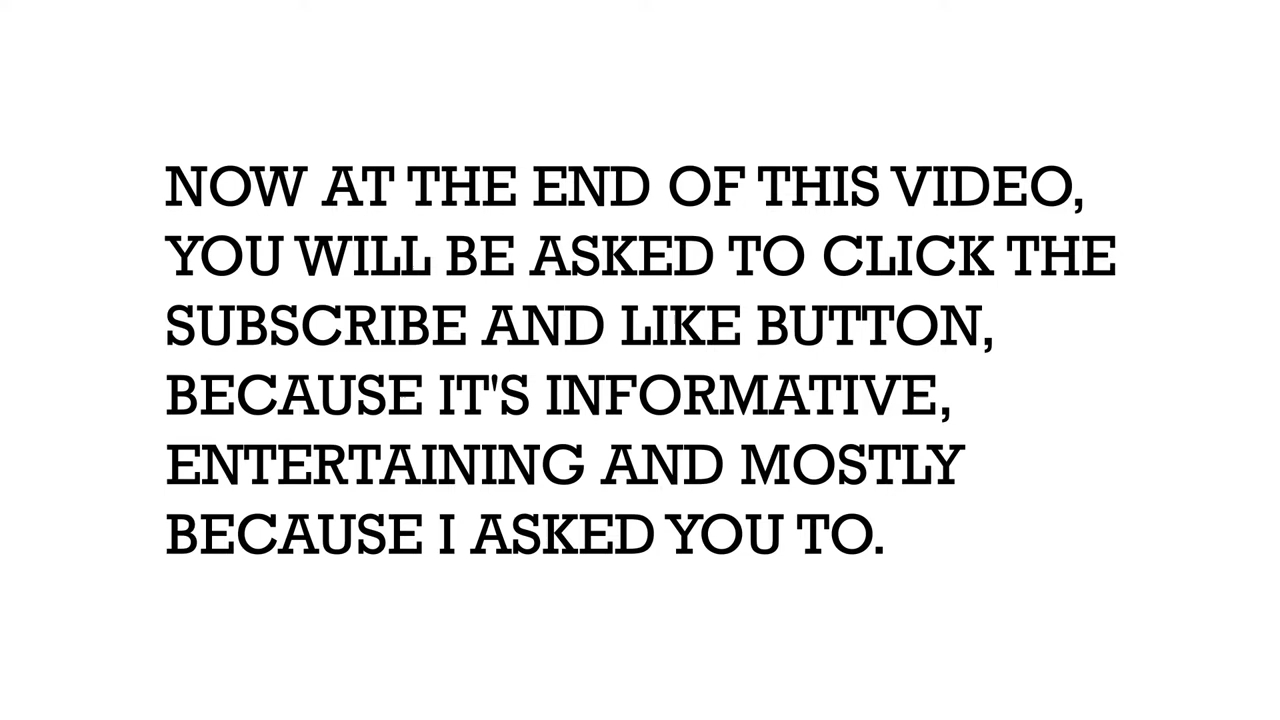 NOW AT THE END OF THIS VIDEO,
YOU WILL BE ASKED TO CLICK THE
SUBSCRIBE AND LIKE BUTTON,
BECAUSE IT'S INFORMATIVE,
ENTERTAINING AND MOSTLY
BECAUSE I ASKED YOU TO.